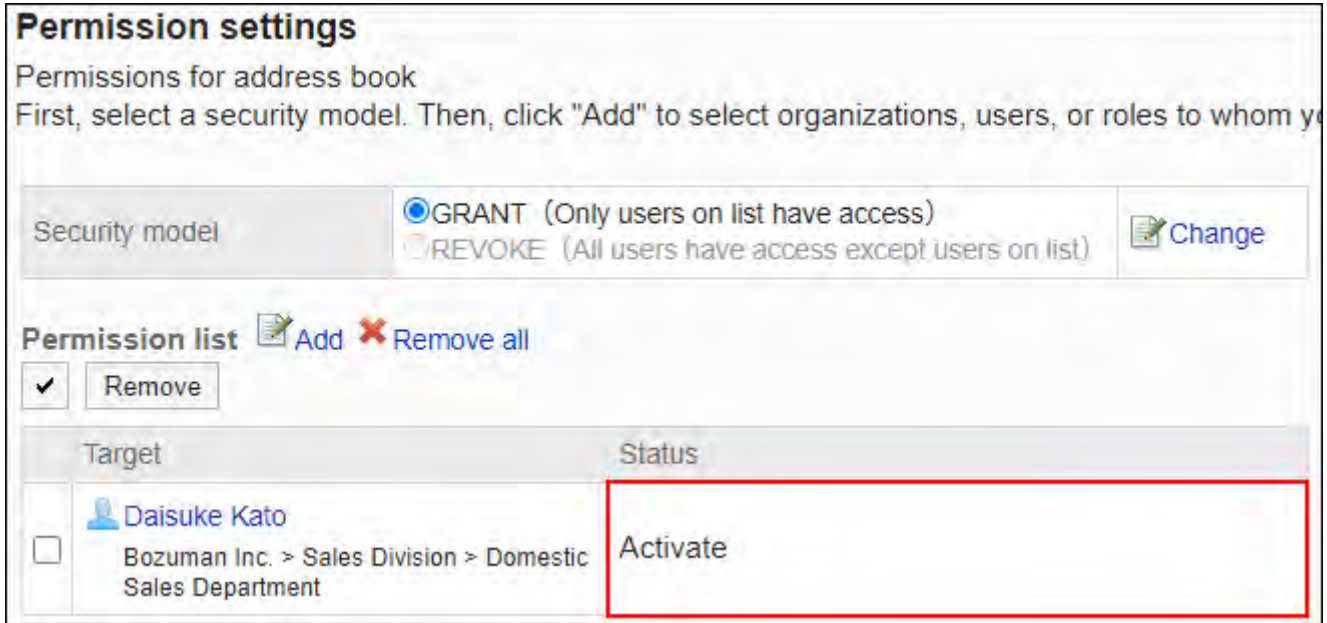 Permission settings
Permissions for address book
First, select a security model. Then, click "Add" to select organizations, users, or roles to whom
Security model
GRANT（Only users on list have access）
REVOKE（All users have access except users on list）
Change
Permission list Add Remove all
Remove
Target Status
Daisuke Kato
Bozuman Inc. > Sales Division > Domestic
Sales Department
Activate